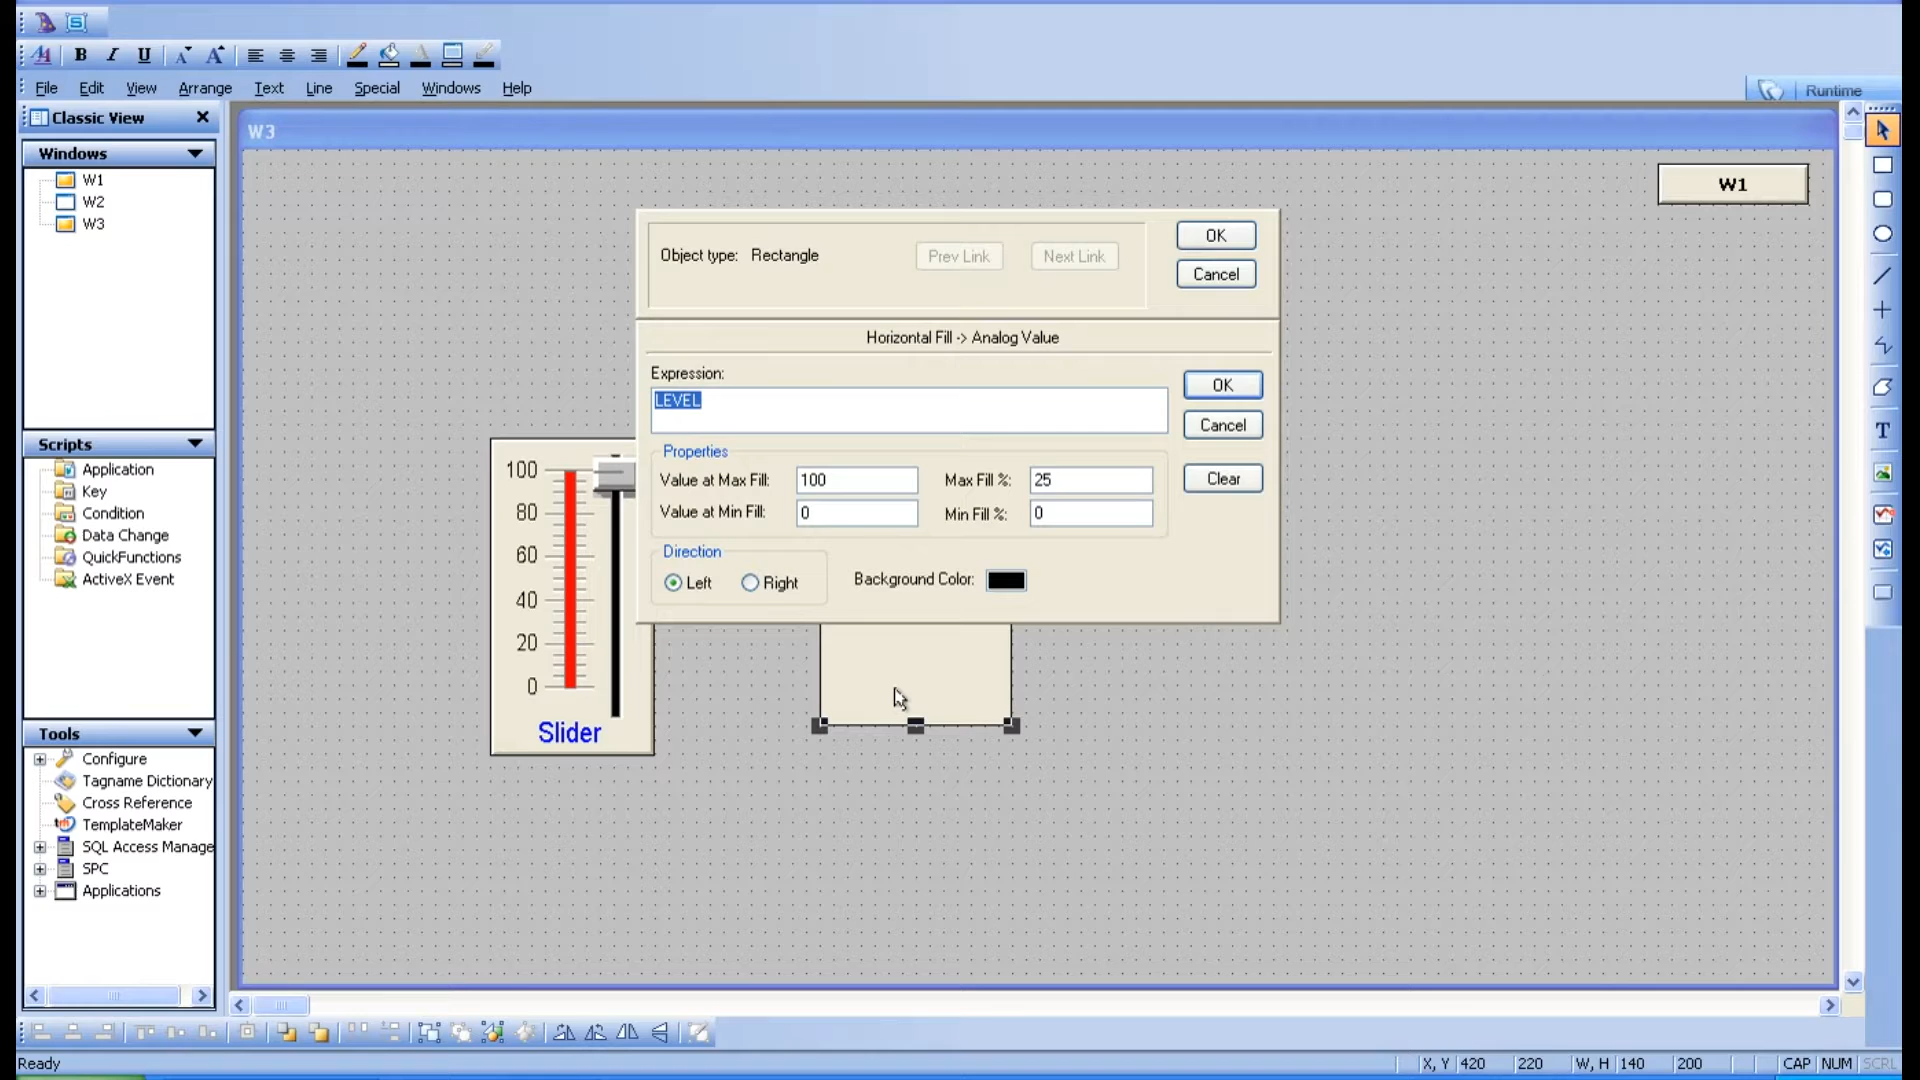 B I U A A
File Edit View Arrange Text Line Special Windows Help
Runtime
Classic View
Windows
W1
W2
W3
Scripts
Application
Key
Condition
Data Change
QuickFunctions
ActiveX Event
Tools
Configure
Tagname Dictionary
Cross Reference
TemplateMaker
SQL Access Manage
SPC
Applications
W3
W1
Object type: Rectangle
Prev Link
Next Link
OK
Cancel
Horizontal Fill -> Analog Value
Expression:
LEVEL
OK
Cancel
Clear
Properties
Value at Max Fill: 100 Max Fill %: 25
Value at Min Fill: 0 Min Fill %: 0
Direction
Left Right
Background Color:
100
80
60
40
20
0
Slider
T
Ready
X, Y 420 220 W, H 140 200 CAP NUM SCRL